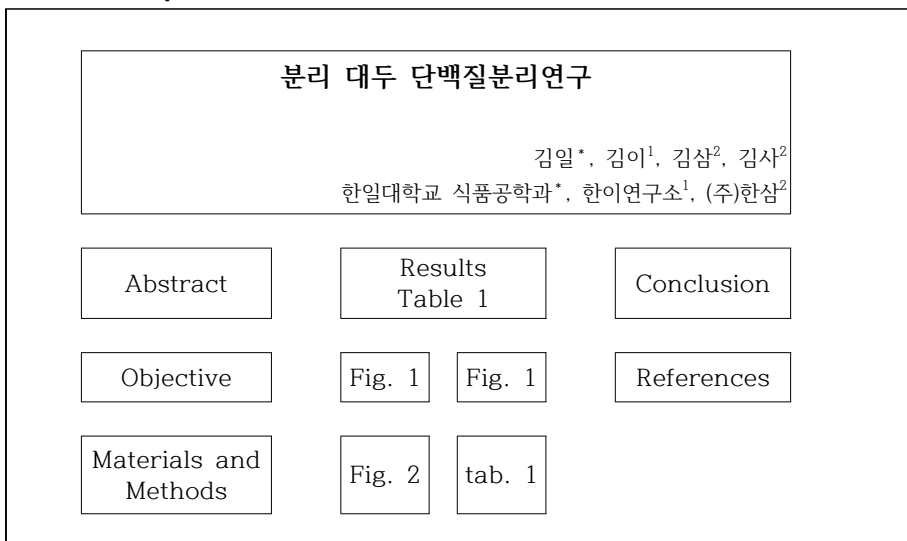 분리 대두 단백질분리연구
김일*, 김이¹, 김삼², 김사²
한일대학교 식품공학과*, 한이연구소¹, (주)한삼²
Abstract
Results
Table 1
Conclusion
Objective
Fig. 1
Fig. 1
References
Materials and
Methods
Fig. 2
tab. 1